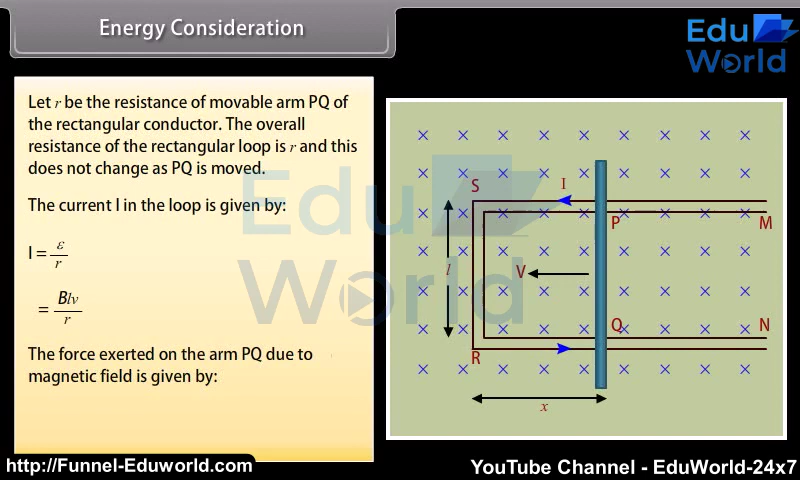 Energy Consideration
Edu
World
Let r be the resistance of movable arm PQ of
the rectangular conductor. The overall
resistance of the rectangular loop is r and this
does not change as PQ is moved.
The current I in the loop is given by:
I = ε/r
= Blv/r
The force exerted on the arm PQ due to
magnetic field is given by:
Edu
World
S
I
P
M
l
V
Q
N
R
x
http://Funnel-Eduworld.com
YouTube Channel - EduWorld-24x7